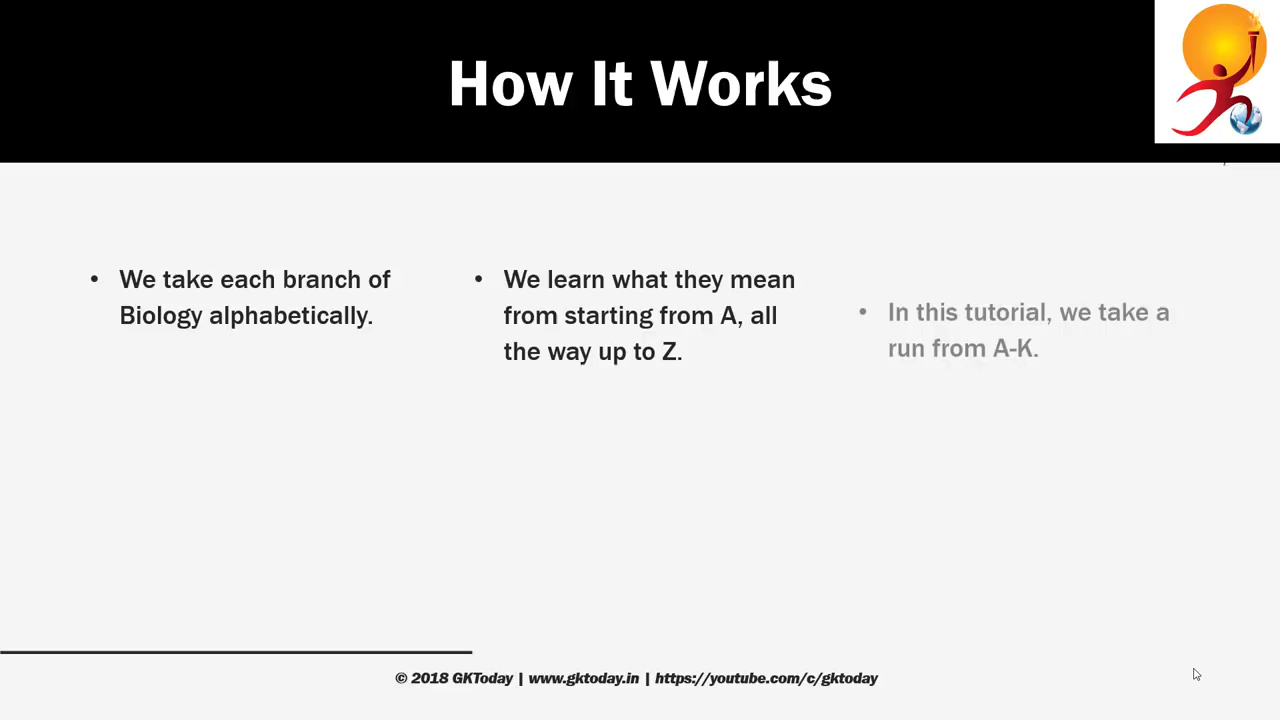 How It Works
• We take each branch of
Biology alphabetically.
• We learn what they mean
from starting from A, all
the way up to Z.
• In this tutorial, we take a
run from A-K.
© 2018 GKToday | www.gktoday.in | https://youtube.com/c/gktoday